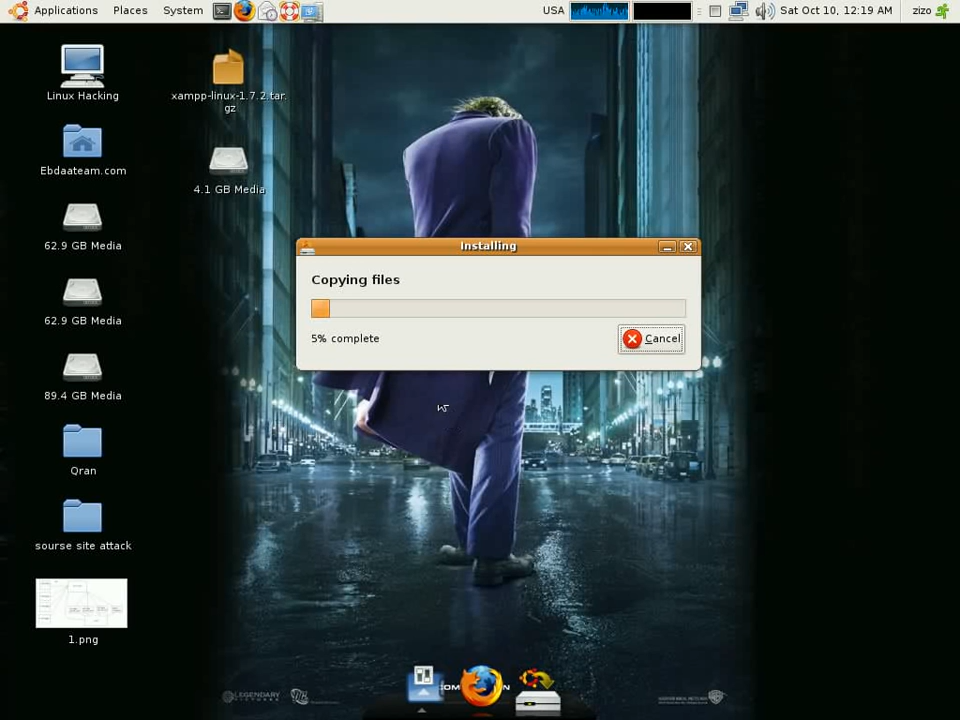 Applications Places System USA Sat Oct 10, 12:19 AM zizo
Linux Hacking
xampp-linux-1.7.2.tar.
gz
Ebdaateam.com
4.1 GB Media
62.9 GB Media
62.9 GB Media
89.4 GB Media
Qran
sourse site attack
1.png
Installing
Copying files
5% complete
Cancel
LEGENDARY
PICTURES